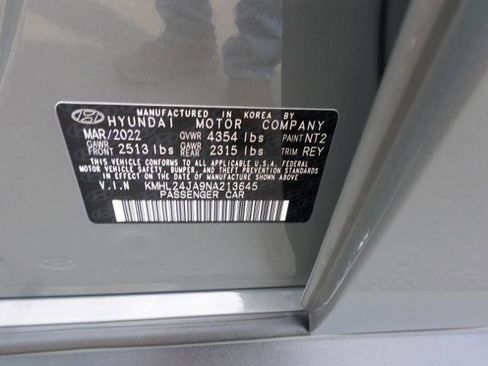 MANUFACTURED IN KOREA BY
HYUNDAI MOTOR COMPANY
MAR/2022 GVWR 4354 lbs PAINT NT2
GAWR FRONT 2513 lbs GAWR REAR 2315 lbs TRIM REY
THIS VEHICLE CONFORMS TO ALL APPLICABLE U.S.A. FEDERAL
MOTOR VEHICLE SAFETY, BUMPER, AND THEFT PREVENTION
STANDARDS IN EFFECT ON THE DATE OF MANUFACTURE
SHOWN ABOVE.
V.I.N KMHL24JA9NA213645
PASSENGER CAR